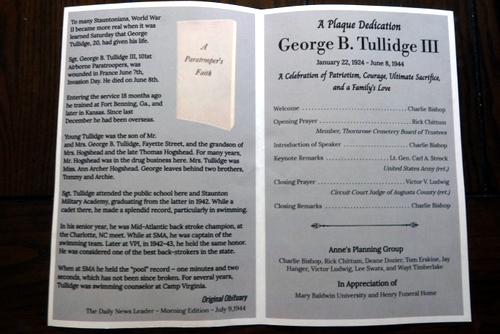 To many Stauntonians, World War
II became more real when it was
learned Saturday that George
Tullidge, 20, had given his life.
Sgt. George B. Tullidge III, 101st
Airborne Paratroopers, was
wounded in France June 7th,
Invasion Day. He died on June 8th.
Entering the service 18 months ago
he trained at Fort Benning, Ga., and
later in Kansas. Since last
December he had been overseas.
A
Paratrooper's
Faith
Young Tullidge was the son of Mr.
and Mrs. George B. Tullidge, Fayette Street, and the grandson of
Mrs. Hogshead and the late Thomas Hogshead. For many years,
Mr. Hogshead was in the drug business here. Mrs. Tullidge was
Miss. Ann Archer Hogshead. George leaves behind two brothers,
Tommy and Archie.
Sgt. Tullidge attended the public school here and Staunton
Military Academy, graduating from the latter in 1942. While a
cadet there, he made a splendid record, particularly in swimming.
In his senior year, he was Mid-Atlantic back stroke champion, at
the Charlotte, NC meet. While at SMA, he was captain of the
swimming team. Later at VPI, in 1942-43, he held the same honor.
He was considered one of the best back-strokers in the state.
When at SMA he held the "pool" record – one minutes and two
seconds, which has not been since broken. For several years,
Tullidge was swimming counselor at Camp Virginia.
Original Obituary
The Daily News Leader – Morning Edition – July 9, 1944
A Plaque Dedication
George B. Tullidge III
January 22, 1924 – June 8, 1944
A Celebration of Patriotism, Courage, Ultimate Sacrifice,
and a Family's Love
Welcome Charlie Bishop
Opening Prayer Rick Chittum
Member, Thornrose Cemetery Board of Trustees
Introduction of Speaker Charlie Bishop
Keynote Remarks Lt. Gen. Carl A. Strock
United States Army (ret.)
Closing Prayer Victor V. Ludwig
Circuit Court Judge of Augusta County (ret.)
Closing Remarks Charlie Bishop
Anne's Planning Group
Charlie Bishop, Rick Chittum, Deane Dozier, Tom Erskine, Jay
Hanger, Victor Ludwig, Lee Swats, and Wayt Timberlake
In Appreciation of
Mary Baldwin University and Henry Funeral Home